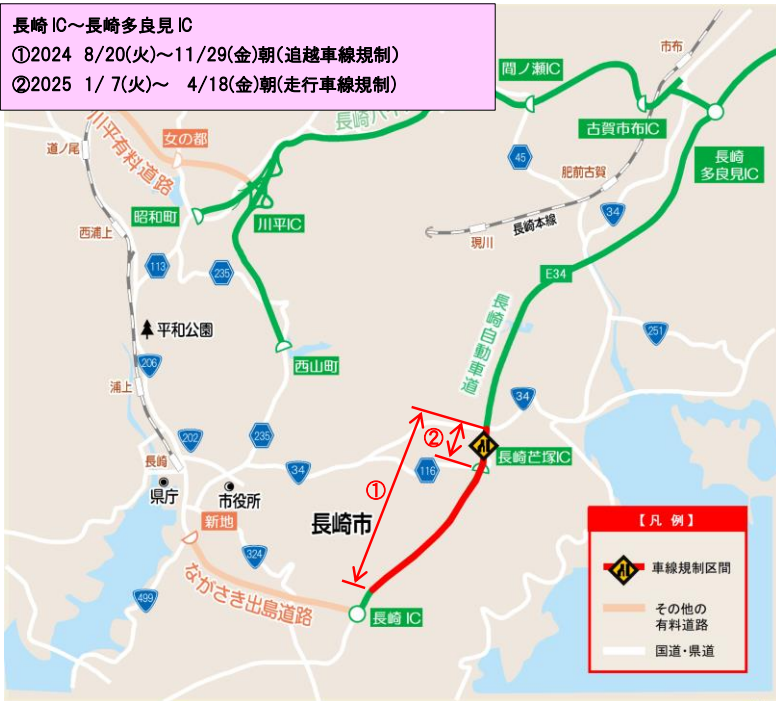 長崎IC～長崎多良見IC
①2024 8/20(火)～11/29(金)朝(追越車線規制)
②2025 1/ 7(火)～ 4/18(金)朝(走行車線規制)
市布
間ノ瀬IC
古賀市布IC
長崎
多良見IC
川平有料道路
女の都
道ノ尾
45
肥前古賀
34
昭和町
川平IC
西浦上
長崎本線
現川
113
235
E34
長崎自動車道
251
平和公園
西山町
206
浦上
34
202
235
②
長崎芒塚IC
長崎
34
116
①
県庁
市役所
新地
長崎市
324
ながさき出島道路
499
長崎IC
【凡 例】
車線規制区間
その他の
有料道路
国道・県道